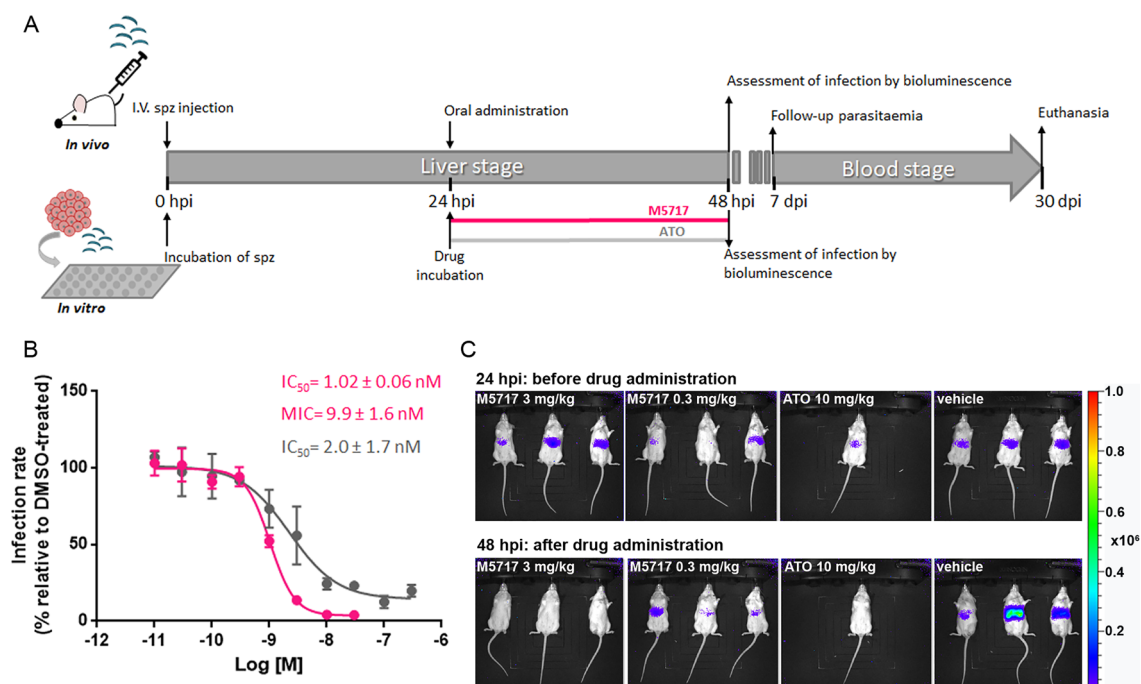 A
I.V. spz injection
In vivo
Oral administration
Assessment of infection by bioluminescence
Follow-up parasitaemia
Euthanasia
Liver stage
Blood stage
0 hpi
24 hpi
48 hpi
7 dpi
30 dpi
M5717
ATO
Incubation of spz
Drug
incubation
Assessment of infection by
bioluminescence
In vitro
B
IC50= 1.02 ± 0.06 nM
MIC= 9.9 ± 1.6 nM
IC50= 2.0 ± 1.7 nM
Infection rate
(% relative to DMSO-treated)
150
100
50
0
-12
-11
-10
-9
-8
-7
-6
Log [M]
C
24 hpi: before drug administration
M5717 3 mg/kg
M5717 0.3 mg/kg
ATO 10 mg/kg
vehicle
48 hpi: after drug administration
M5717 3 mg/kg
M5717 0.3 mg/kg
ATO 10 mg/kg
vehicle
1.0
0.8
0.6
x10⁶
0.4
0.2